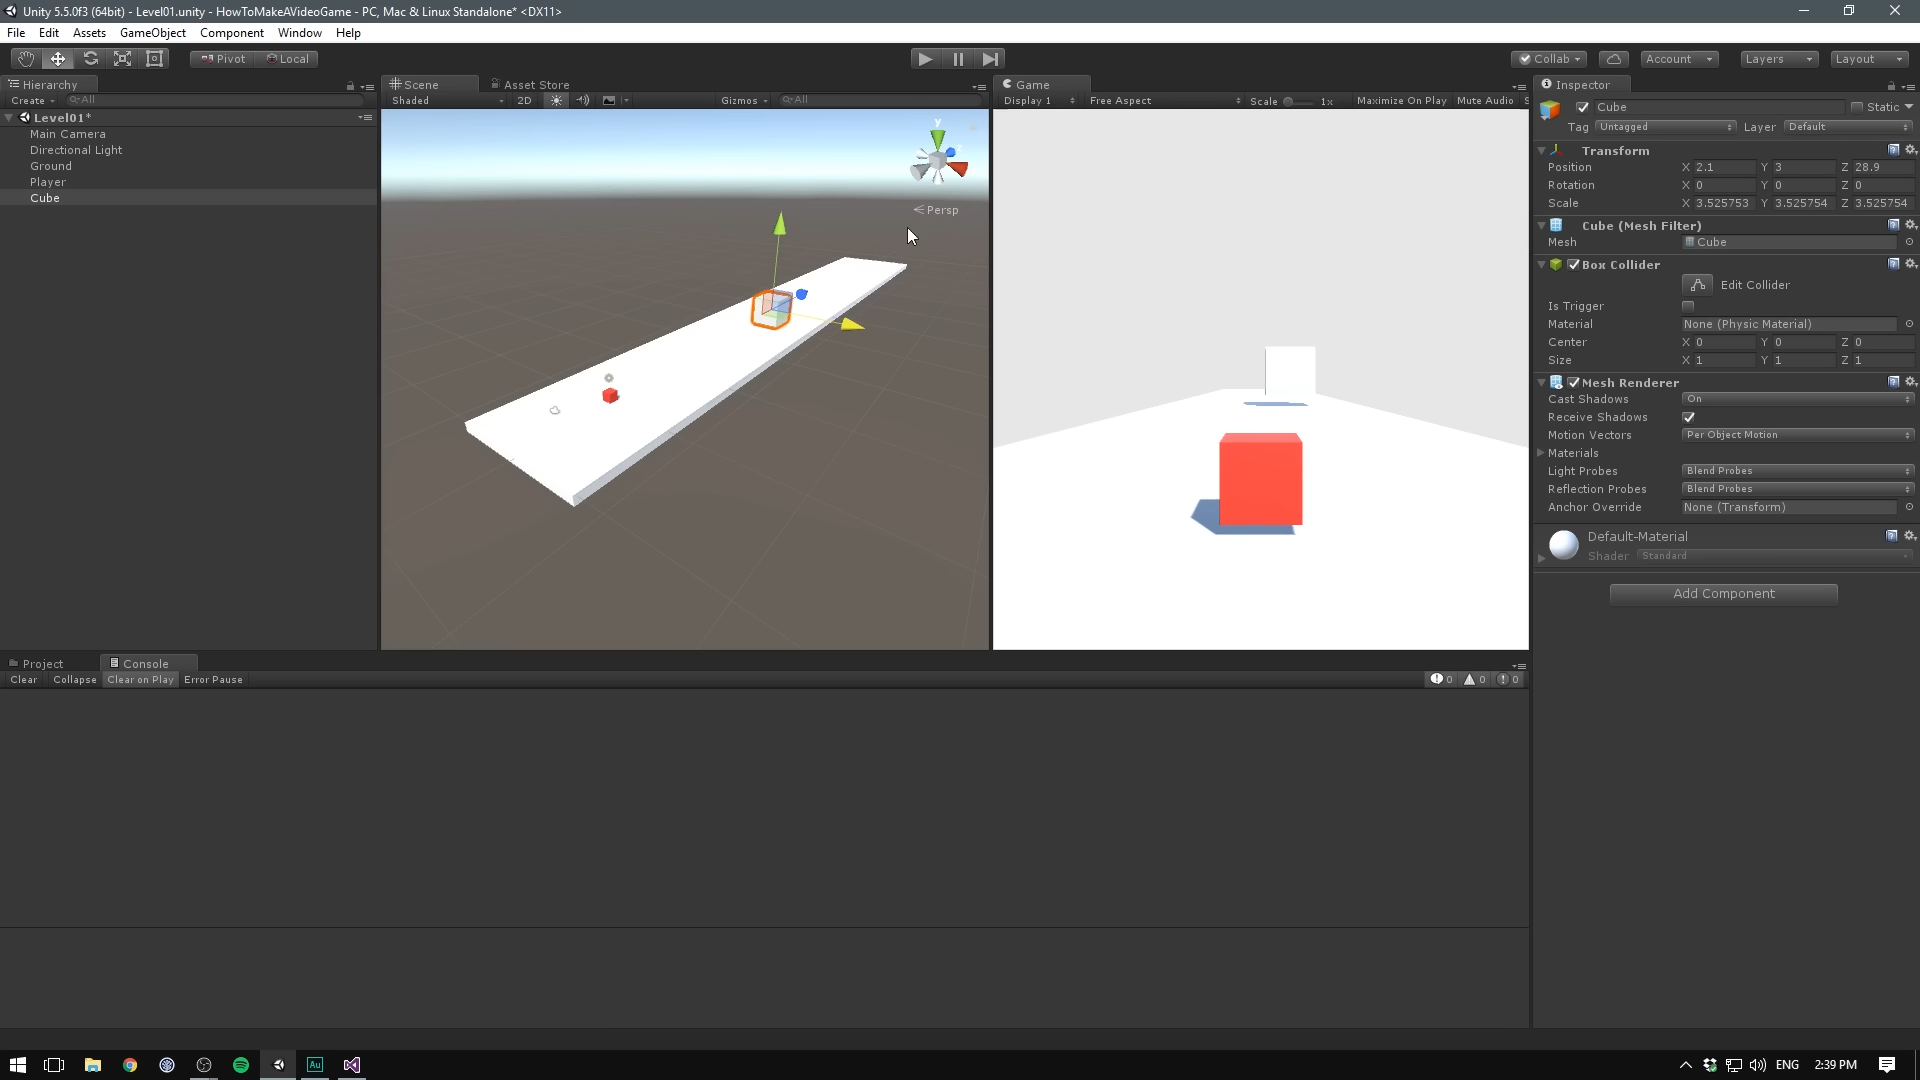 Unity 5.5.0f3 (64bit) - Level01.unity - HowToMakeAVideoGame - PC, Mac & Linux Standalone* <DX11>
File Edit Assets GameObject Component Window Help
Pivot Local Collab Account Layers Layout
Hierarchy
Create All
Level01*
Main Camera
Directional Light
Ground
Player
Cube
Scene Asset Store
Shaded 2D Gizmos All
y
Persp
Game
Display 1 Free Aspect Scale 1x Maximize On Play Mute Audio S
Inspector
Cube Static
Tag Untagged Layer Default
Transform
Position X 2.1 Y 3 Z 28.9
Rotation X 0 Y 0 Z 0
Scale X 3.525753 Y 3.525754 Z 3.525754
Cube (Mesh Filter)
Mesh Cube
Box Collider
Edit Collider
Is Trigger
Material None (Physic Material)
Center X 0 Y 0 Z 0
Size X 1 Y 1 Z 1
Mesh Renderer
Cast Shadows On
Receive Shadows
Motion Vectors Per Object Motion
Materials
Light Probes Blend Probes
Reflection Probes Blend Probes
Anchor Override None (Transform)
Default-Material
Shader Standard
Add Component
Project Console
Clear Collapse Clear on Play Error Pause 0 0 0
Au ENG 2:39 PM